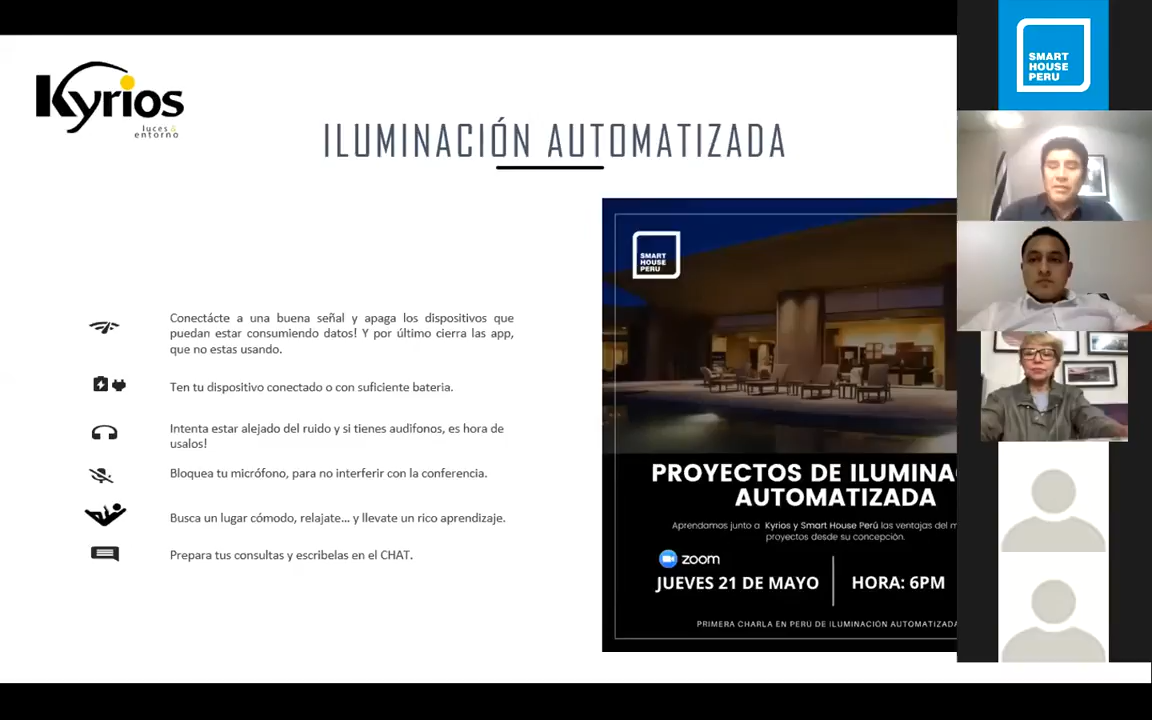 Kyrios
luces &
entorno
ILUMINACIÓN AUTOMATIZADA
Conectácte a una buena señal y apaga los dispositivos que
puedan estar consumiendo datos! Y por último cierra las app,
que no estas usando.
Ten tu dispositivo conectado o con suficiente bateria.
Intenta estar alejado del ruido y si tienes audifonos, es hora de
usalos!
Bloquea tu micrófono, para no interferir con la conferencia.
Busca un lugar cómodo, relajate... y llevate un rico aprendizaje.
Prepara tus consultas y escribelas en el CHAT.
SMART
HOUSE
PERU
PROYECTOS DE ILUMINA
AUTOMATIZADA
Aprendamos junto a Kyrios y Smart House Perú las ventajas del m
proyectos desde su concepción.
zoom
JUEVES 21 DE MAYO
HORA: 6PM
PRIMERA CHARLA EN PERÚ DE ILUMINACIÓN AUTOMATIZADA
SMART
HOUSE
PERU